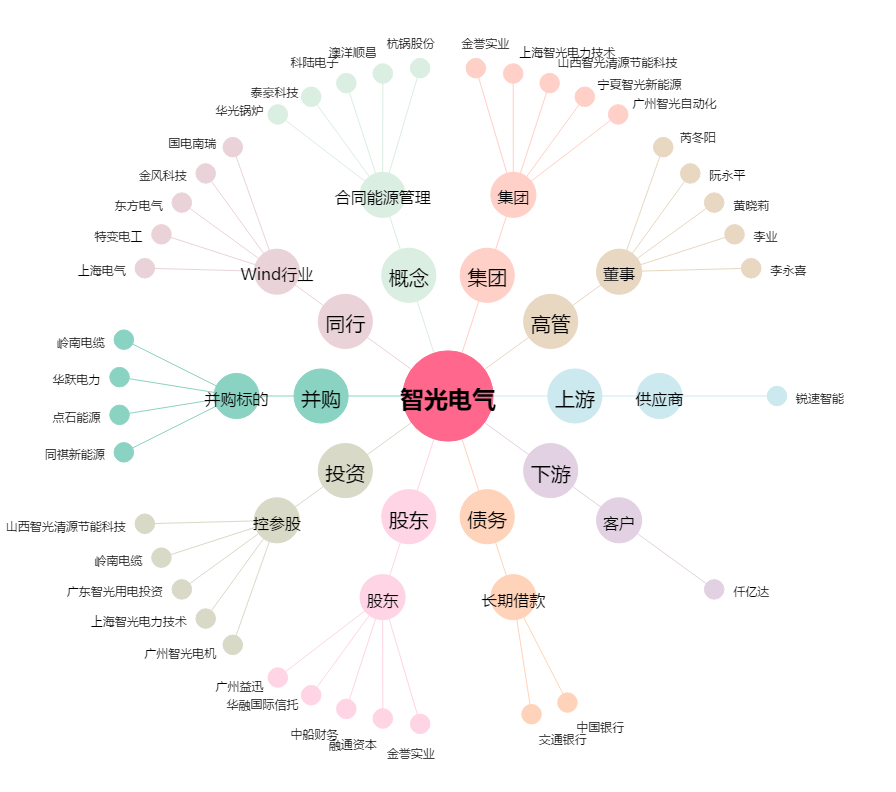 杭锅股份
金誉实业
澳洋顺昌
上海智光电力技术
科陆电子
山西智光清源节能科技
泰豪科技
宁夏智光新能源
华光锅炉
广州智光自动化
国电南瑞
芮冬阳
金风科技
阮永平
合同能源管理
集团
东方电气
黄晓莉
特变电工
李业
上海电气
Wind行业
概念
集团
董事
李永喜
同行
高管
岭南电缆
华跃电力
并购标的
并购
智光电气
上游
供应商
锐速智能
点石能源
同祺新能源
投资
下游
山西智光清源节能科技
控参股
股东
债务
客户
岭南电缆
广东智光用电投资
仟亿达
上海智光电力技术
股东
长期借款
广州智光电机
广州益迅
华融国际信托
中船财务
中国银行
融通资本
交通银行
金誉实业